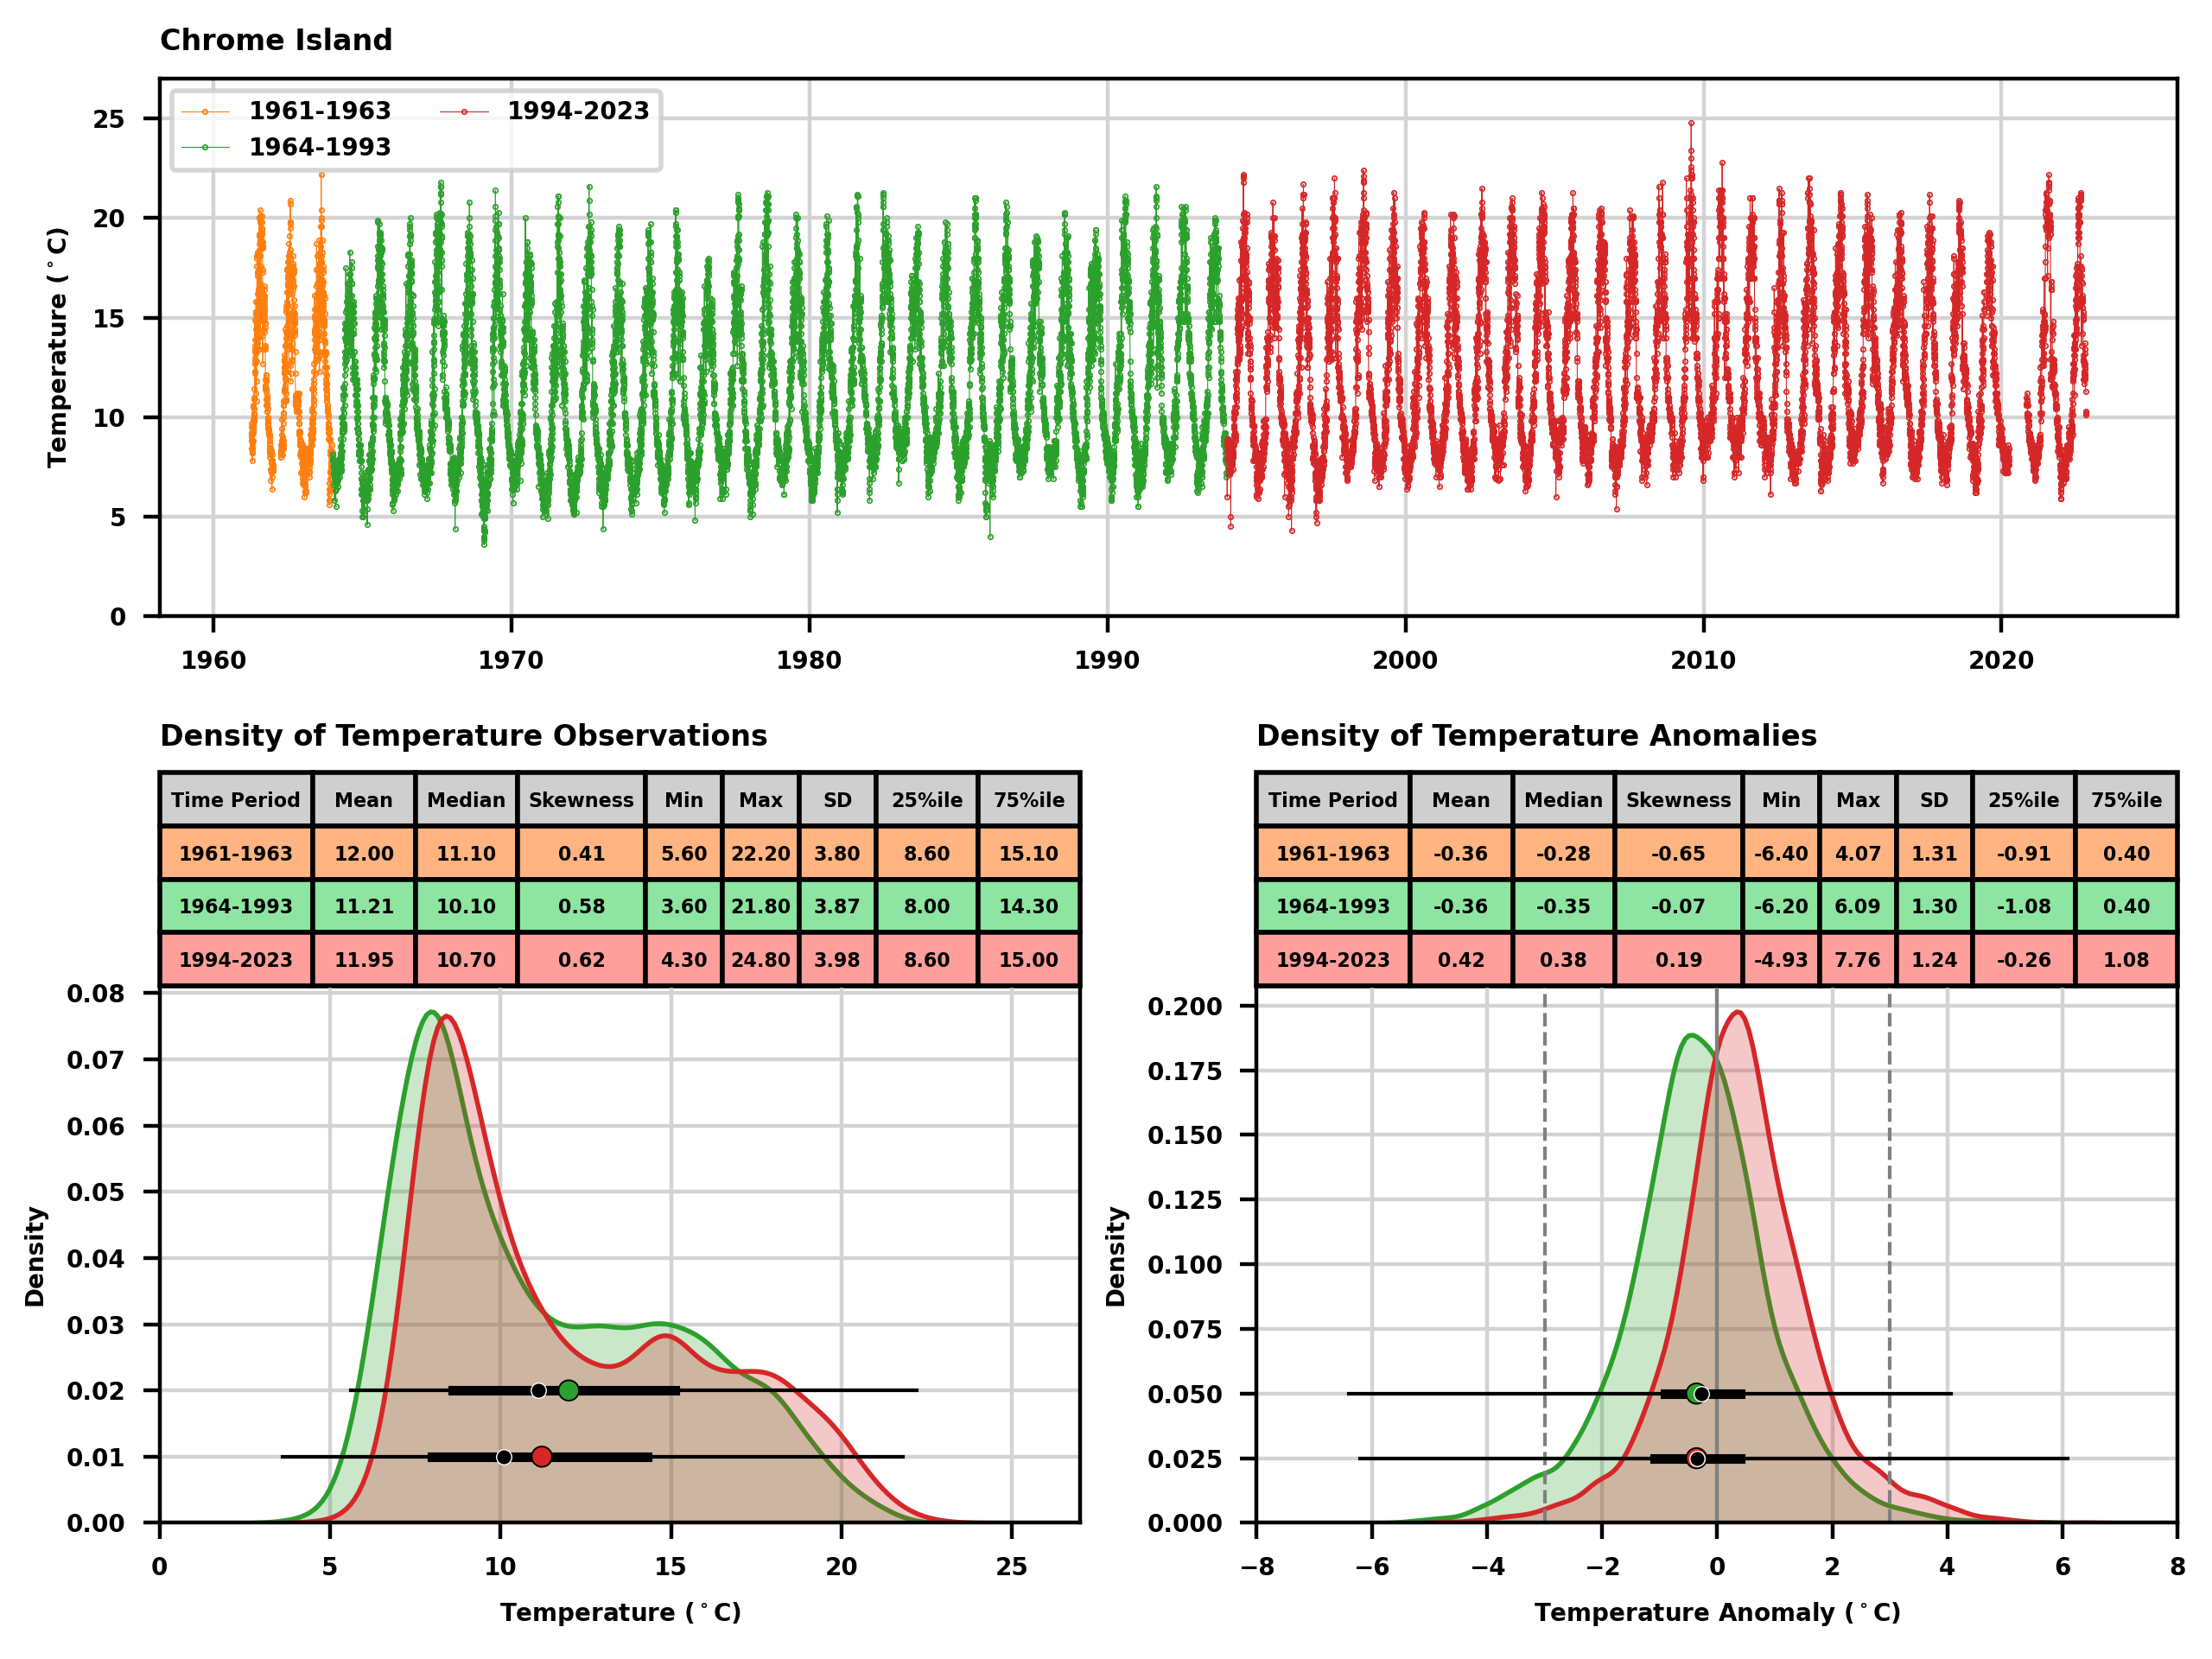 Chrome Island
1961-1963 1994-2023
1964-1993
Temperature (°C)
25
20
15
10
5
0
1960 1970 1980 1990 2000 2010 2020
Density of Temperature Observations
Time Period Mean Median Skewness Min Max SD 25%ile 75%ile
1961-1963 12.00 11.10 0.41 5.60 22.20 3.80 8.60 15.10
1964-1993 11.21 10.10 0.58 3.60 21.80 3.87 8.00 14.30
1994-2023 11.95 10.70 0.62 4.30 24.80 3.98 8.60 15.00
Density
0.08
0.07
0.06
0.05
0.04
0.03
0.02
0.01
0.00
0 5 10 15 20 25
Temperature (°C)
Density of Temperature Anomalies
Time Period Mean Median Skewness Min Max SD 25%ile 75%ile
1961-1963 -0.36 -0.28 -0.65 -6.40 4.07 1.31 -0.91 0.40
1964-1993 -0.36 -0.35 -0.07 -6.20 6.09 1.30 -1.08 0.40
1994-2023 0.42 0.38 0.19 -4.93 7.76 1.24 -0.26 1.08
Density
0.200
0.175
0.150
0.125
0.100
0.075
0.050
0.025
0.000
−8 −6 −4 −2 0 2 4 6 8
Temperature Anomaly (°C)